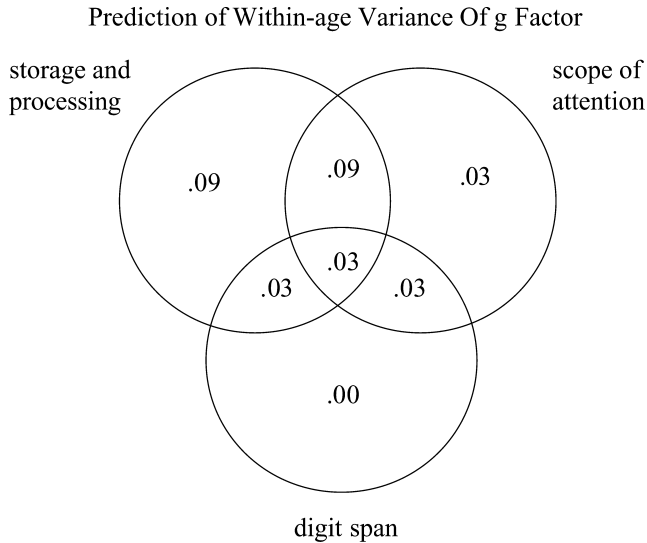 Prediction of Within-age Variance Of g Factor
storage and
processing
scope of
attention
.09
.09
.03
.03
.03
.03
.00
digit span